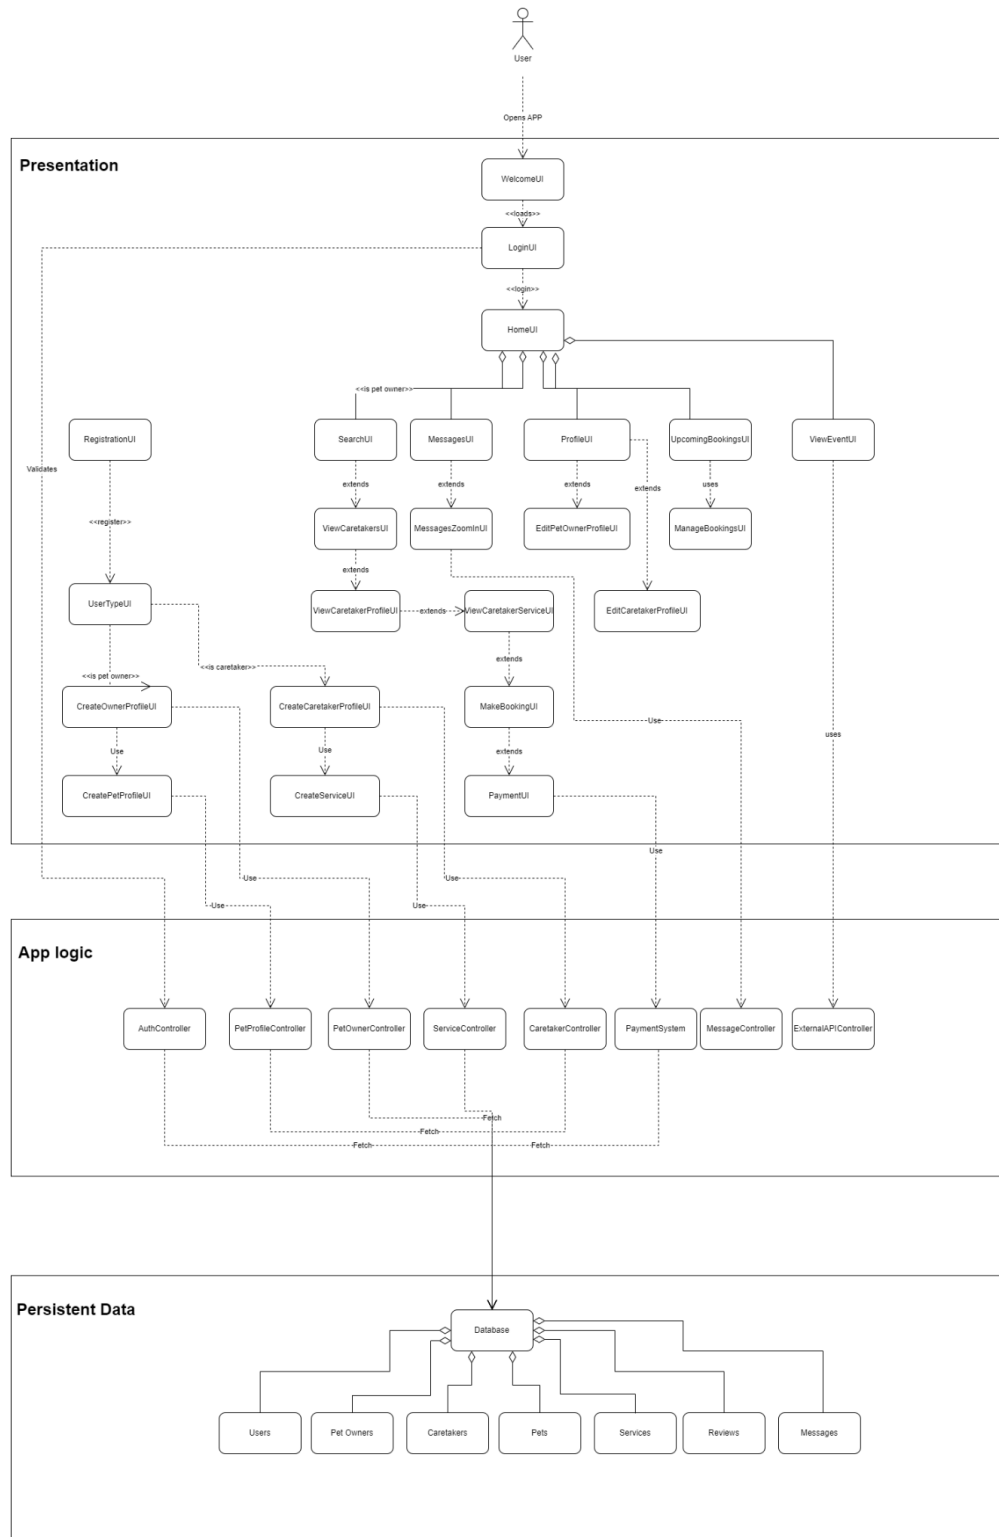 User
Opens APP
Presentation
WelcomeUI
<<loads>>
LoginUI
<<login>>
HomeUI
<<is pet owner>>
RegistrationUI
SearchUI
MessagesUI
ProfileUI
UpcomingBookingsUI
ViewEventUI
Validates
extends
extends
extends
uses
extends
<<register>>
ViewCaretakersUI
MessagesZoomInUI
EditPetOwnerProfileUI
ManageBookingsUI
extends
UserTypeUI
ViewCaretakerProfileUI
extends
ViewCaretakerServiceUI
EditCaretakerProfileUI
<<is caretaker>>
extends
<<is pet owner>>
CreateOwnerProfileUI
CreateCaretakerProfileUI
MakeBookingUI
Use
uses
Use
Use
extends
CreatePetProfileUI
CreateServiceUI
PaymentUI
Use
Use
Use
Use
Use
App logic
AuthController
PetProfileController
PetOwnerController
ServiceController
CaretakerController
PaymentSystem
MessageController
ExternalAPIController
Fetch
Fetch
Fetch
Fetch
Persistent Data
Database
Users
Pet Owners
Caretakers
Pets
Services
Reviews
Messages